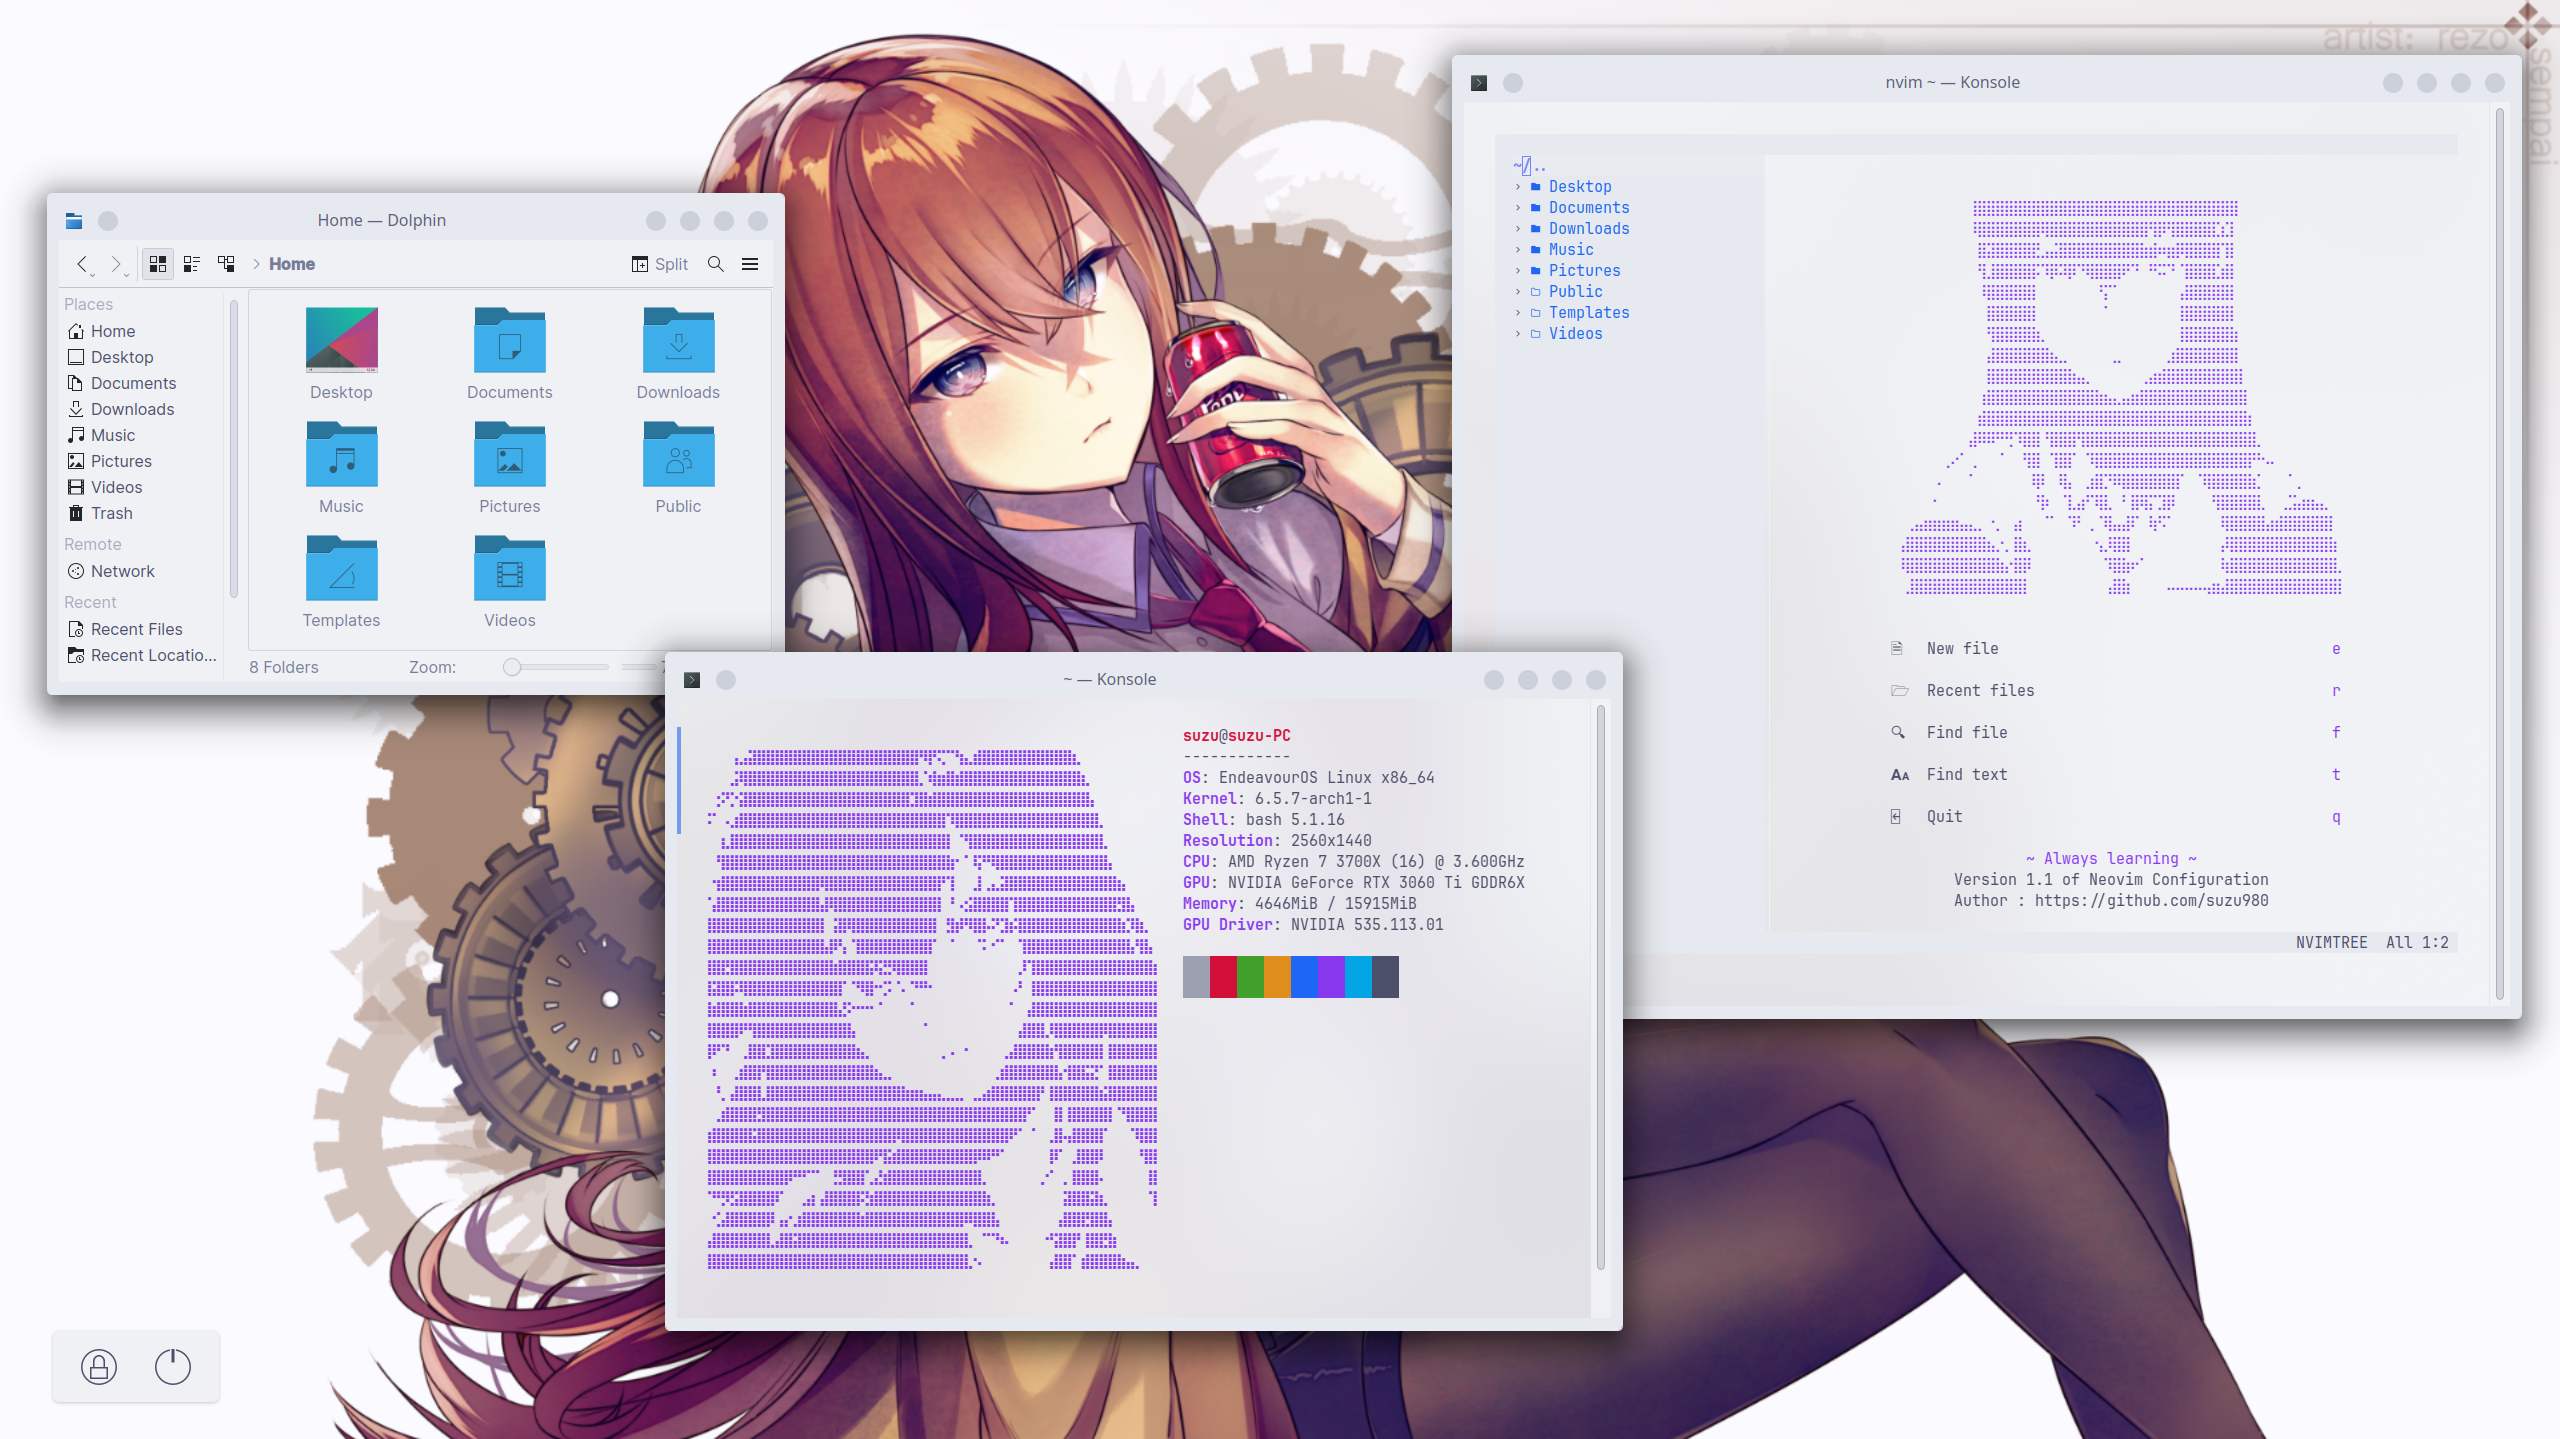 artist: rezo
sempai
Home — Dolphin
Home
Split
Places
Home
Desktop
Documents
Downloads
Music
Pictures
Videos
Trash
Remote
Network
Recent
Recent Files
Recent Locatio...
Desktop
Documents
Downloads
Music
Pictures
Public
Templates
Videos
8 Folders
Zoom:
nvim ~ — Konsole
~/..
Desktop
Documents
Downloads
Music
Pictures
Public
Templates
Videos
New file e
Recent files r
Find file f
Find text t
Quit q
~ Always learning ~
Version 1.1 of Neovim Configuration
Author : https://github.com/suzu980
NVIMTREE All 1:2
~ — Konsole
suzu@suzu-PC
------------
OS: EndeavourOS Linux x86_64
Kernel: 6.5.7-arch1-1
Shell: bash 5.1.16
Resolution: 2560x1440
CPU: AMD Ryzen 7 3700X (16) @ 3.600GHz
GPU: NVIDIA GeForce RTX 3060 Ti GDDR6X
Memory: 4646MiB / 15915MiB
GPU Driver: NVIDIA 535.113.01